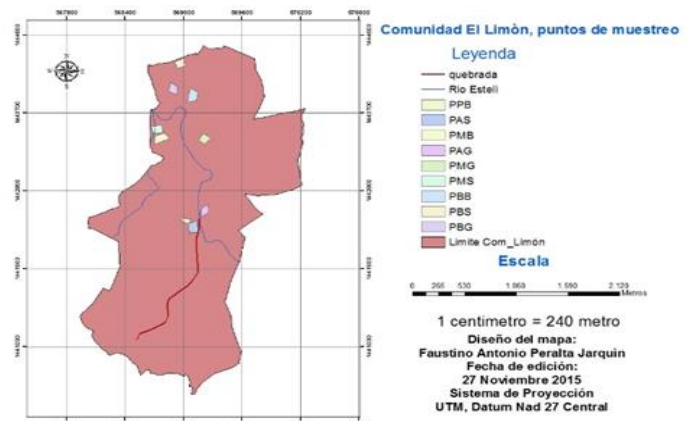 Comunidad El Limòn, puntos de muestreo
Leyenda
quebrada
Rio Esteli
PPB
PAS
PMB
PAG
PMG
PMS
PBB
PBS
PBG
Limite Com_Limón
Escala
Metros
1 centimetro = 240 metro
Diseño del mapa:
Faustino Antonio Peralta Jarquin
Fecha de edición:
27 Noviembre 2015
Sistema de Proyección
UTM, Datum Nad 27 Central